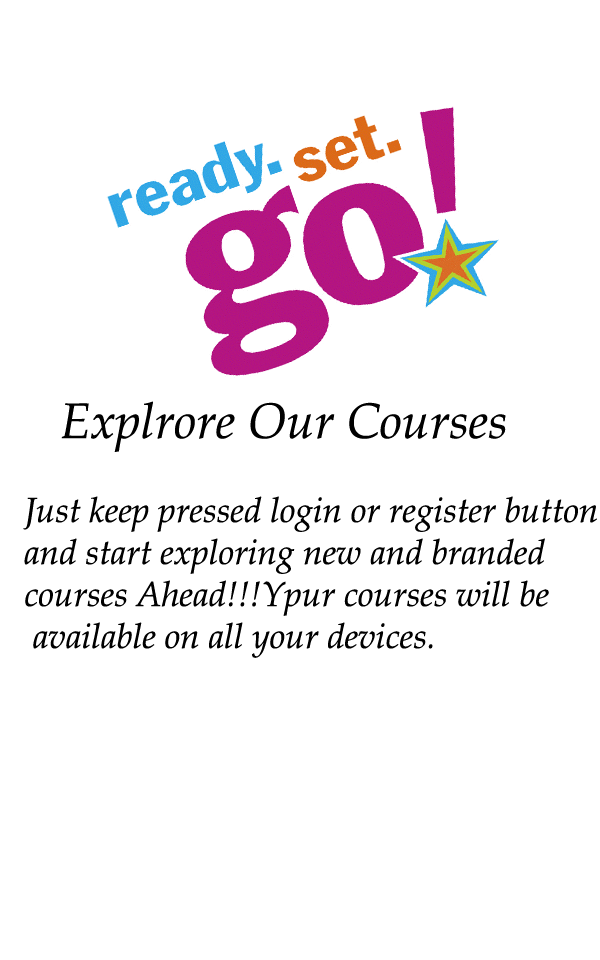 ready. set.
go!
Explrore Our Courses
Just keep pressed login or register button
and start exploring new and branded
courses Ahead!!!Ypur courses will be
available on all your devices.